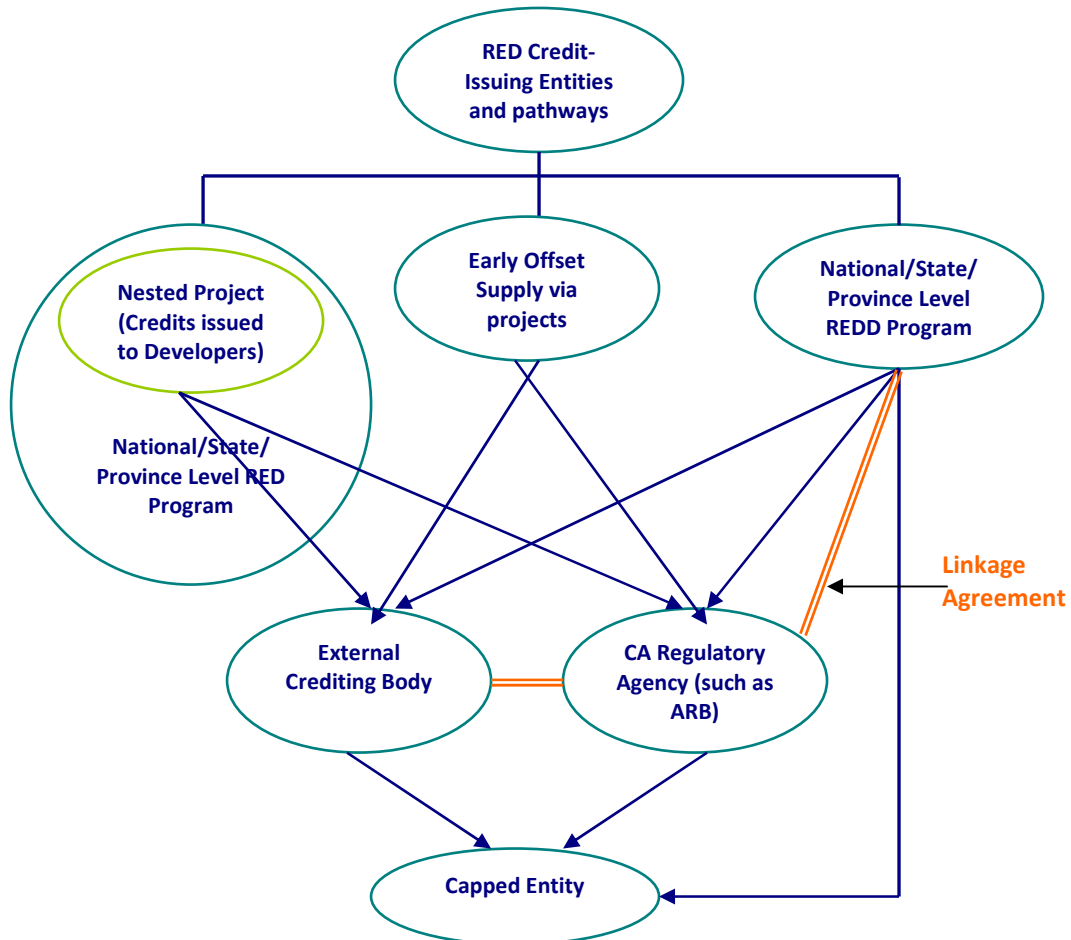 RED Credit-
Issuing Entities
and pathways
Nested Project
(Credits issued
to Developers)
National/State/
Province Level RED
Program
Early Offset
Supply via
projects
National/State/
Province Level
REDD Program
Linkage
Agreement
External
Crediting Body
CA Regulatory
Agency (such as
ARB)
Capped Entity